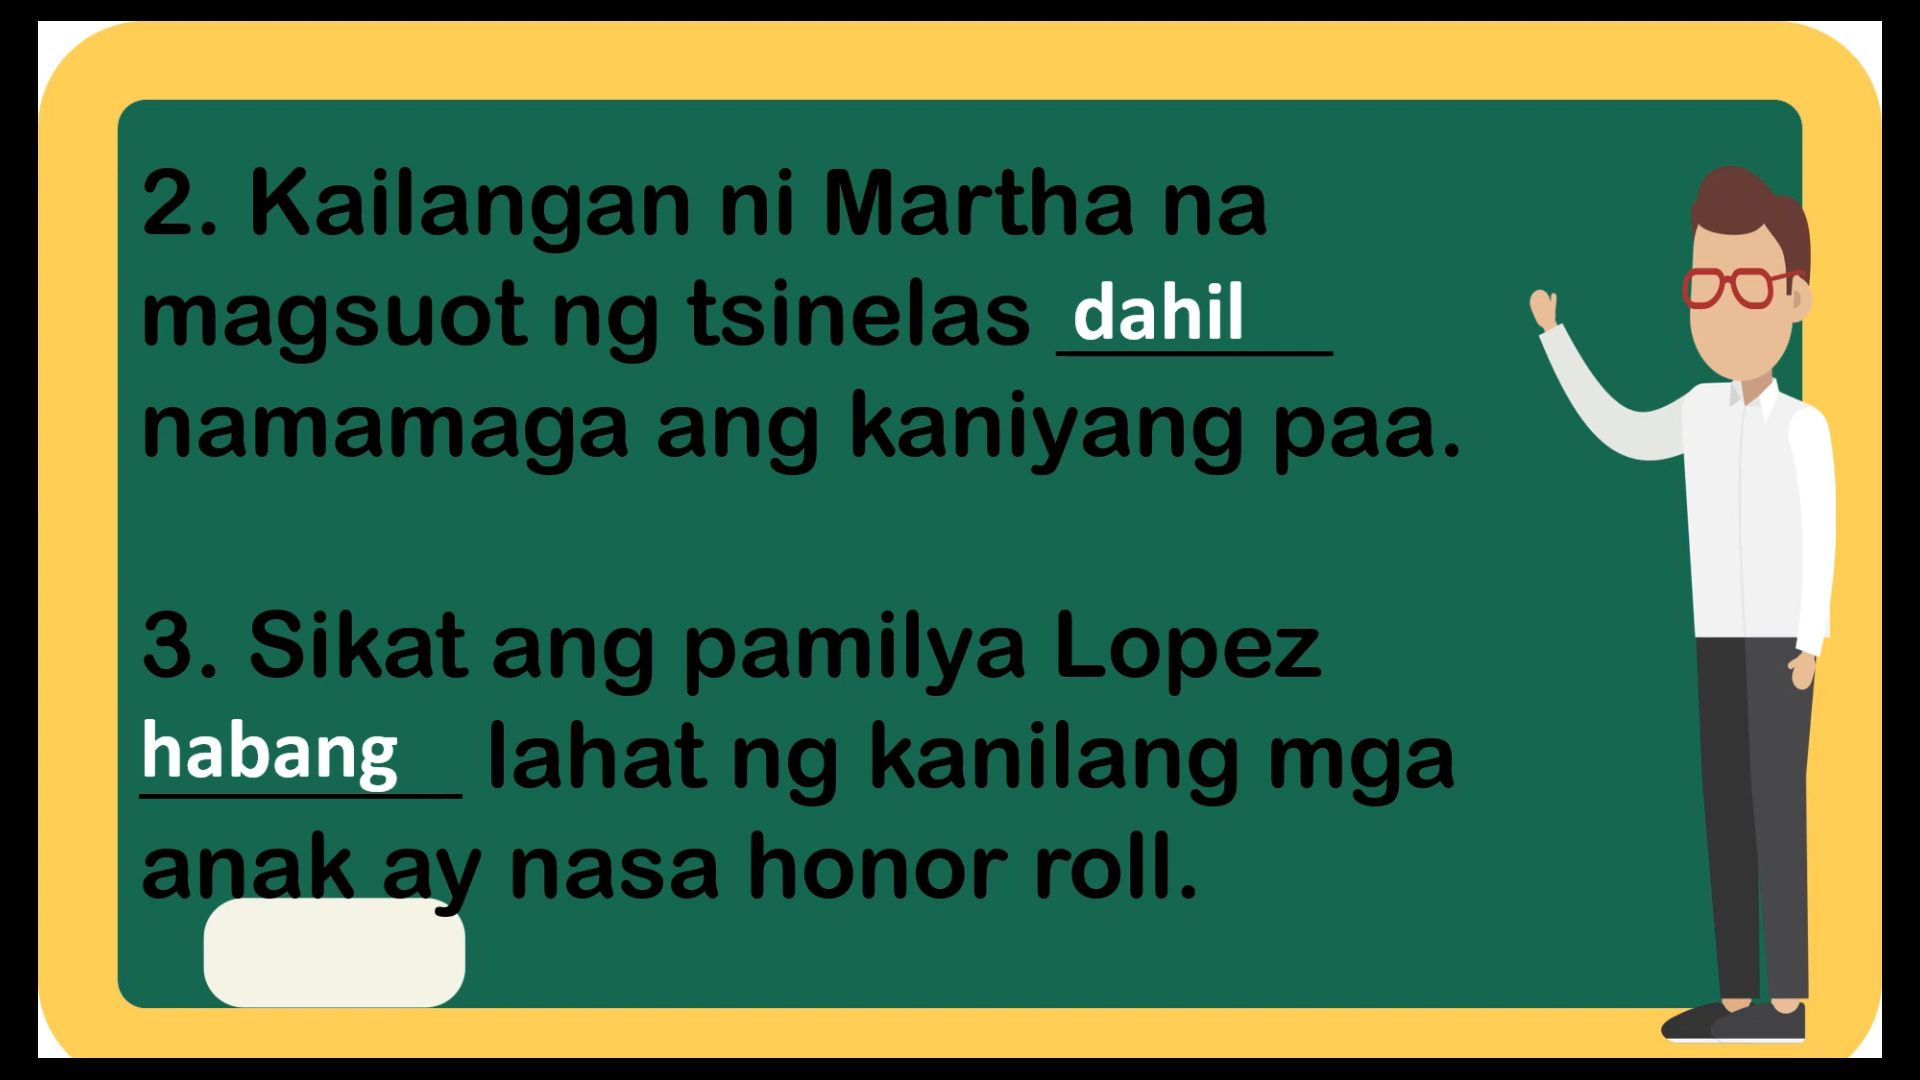 2. Kailangan ni Martha na
magsuot ng tsinelas dahil
namamaga ang kaniyang paa.
3. Sikat ang pamilya Lopez
habang lahat ng kanilang mga
anak ay nasa honor roll.